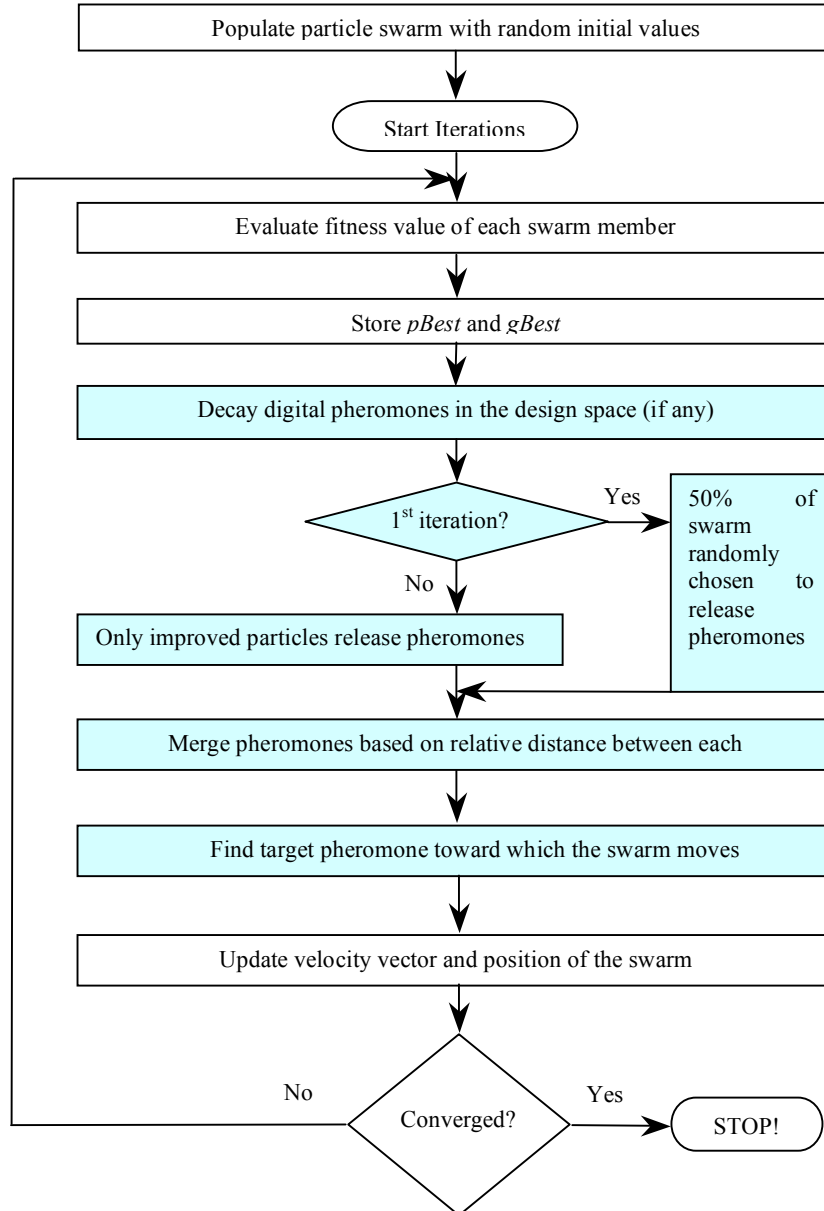 Populate particle swarm with random initial values
Start Iterations
Evaluate fitness value of each swarm member
Store pBest and gBest
Decay digital pheromones in the design space (if any)
1st iteration?
Yes
50% of
swarm
randomly
chosen to
release
pheromones
No
Only improved particles release pheromones
Merge pheromones based on relative distance between each
Find target pheromone toward which the swarm moves
Update velocity vector and position of the swarm
No
Converged?
Yes
STOP!